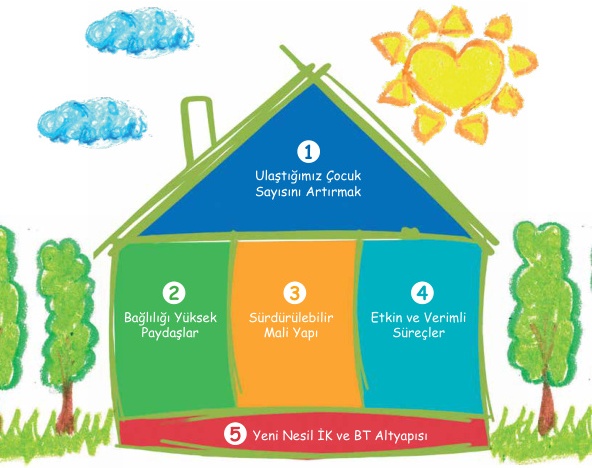 1
Ulaştığımız Çocuk
Sayısını Artırmak
2
Bağlılığı Yüksek
Paydaşlar
3
Sürdürülebilir
Mali Yapı
4
Etkin ve Verimli
Süreçler
5 Yeni Nesil İK ve BT Altyapısı